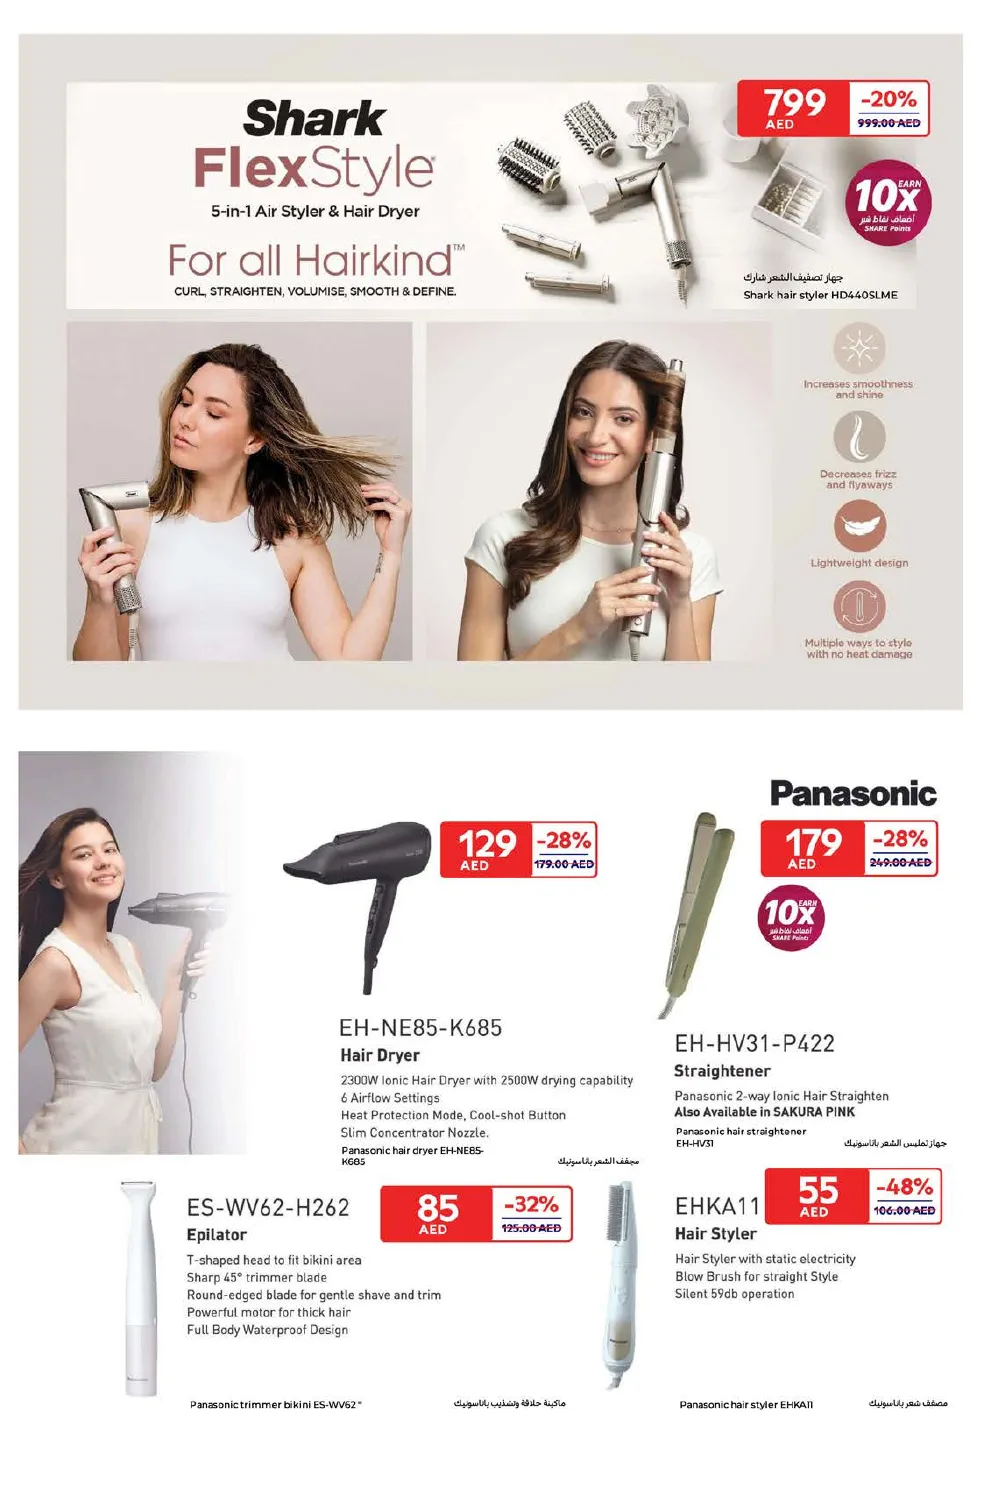 Shark
FlexStyle
5-in-1 Air Styler & Hair Dryer
For all Hairkind™
CURL, STRAIGHTEN, VOLUMISE, SMOOTH & DEFINE.
799
AED
-20%
999.00 AED
EARN
10x
أضعاف نقاط شير
SHARE Points
جهاز تصفيف الشعر شارك
Shark hair styler HD440SLME
Increases smoothness
and shine
Decreases frizz
and flyaways
Lightweight design
Multiple ways to style
with no heat damage
Panasonic
129
AED
-28%
179.00 AED
EH-NE85-K685
Hair Dryer
2300W Ionic Hair Dryer with 2500W drying capability
6 Airflow Settings
Heat Protection Mode, Cool-shot Button
Slim Concentrator Nozzle.
Panasonic hair dryer EH-NE85-
K685
مجفف الشعر باناسونيك
179
AED
-28%
249.00 AED
EARN
10x
أضعاف نقاط شير
SHARE Points
EH-HV31-P422
Straightener
Panasonic 2-way Ionic Hair Straighten
Also Available in SAKURA PINK
Panasonic hair straightener
EH-HV31
جهاز تمليس الشعر باناسونيك
ES-WV62-H262
Epilator
85
AED
-32%
125.00 AED
T-shaped head to fit bikini area
Sharp 45° trimmer blade
Round-edged blade for gentle shave and trim
Powerful motor for thick hair
Full Body Waterproof Design
Panasonic trimmer bikini ES-WV62"
ماكينة حلاقة وتشذيب باناسونيك
EHKA11
Hair Styler
55
AED
-48%
106.00 AED
Hair Styler with static electricity
Blow Brush for straight Style
Silent 59db operation
Panasonic hair styler EHKA11
مصفف شعر باناسونيك